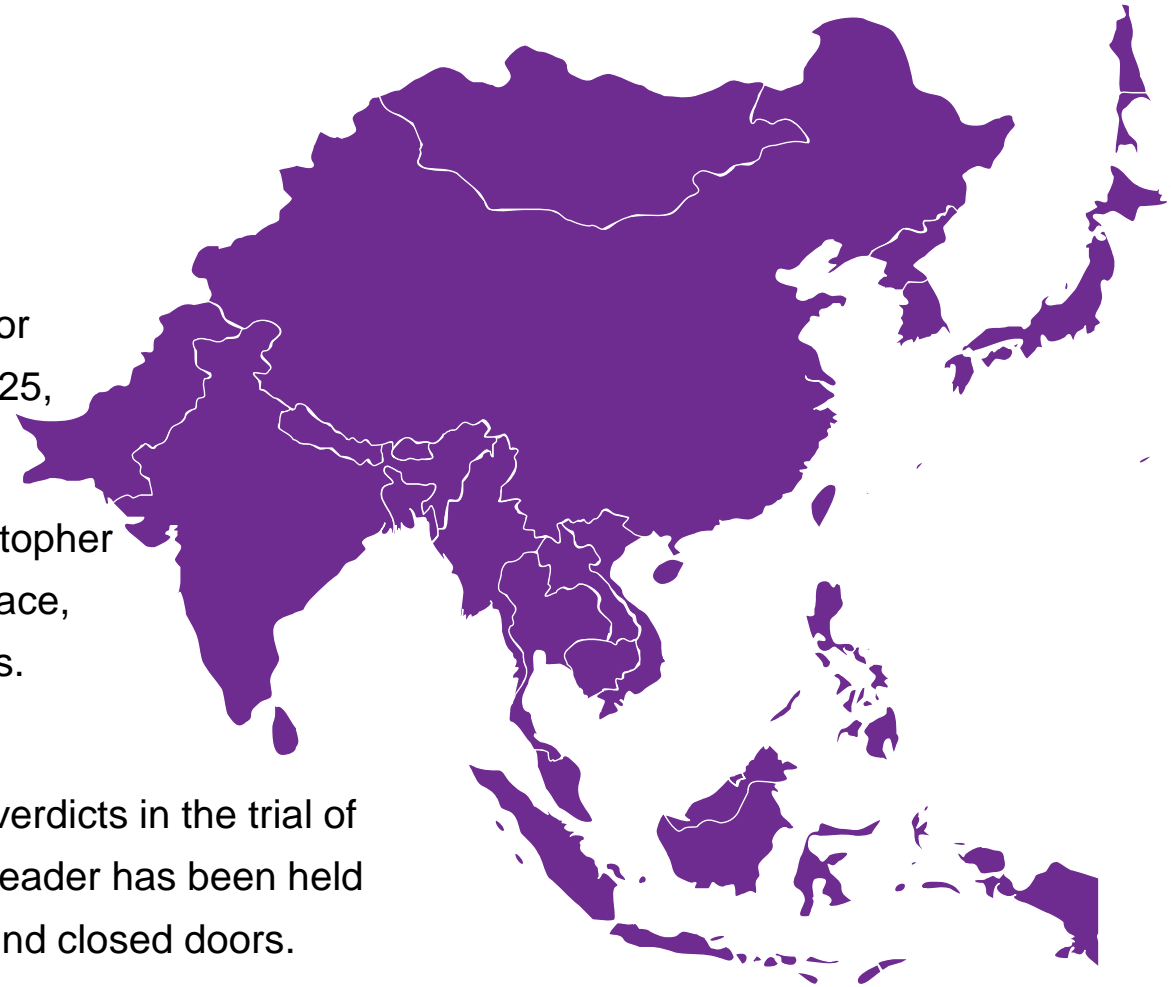 or
25,
topher
ace,
s.
verdicts in the trial of
eader has been held
nd closed doors.